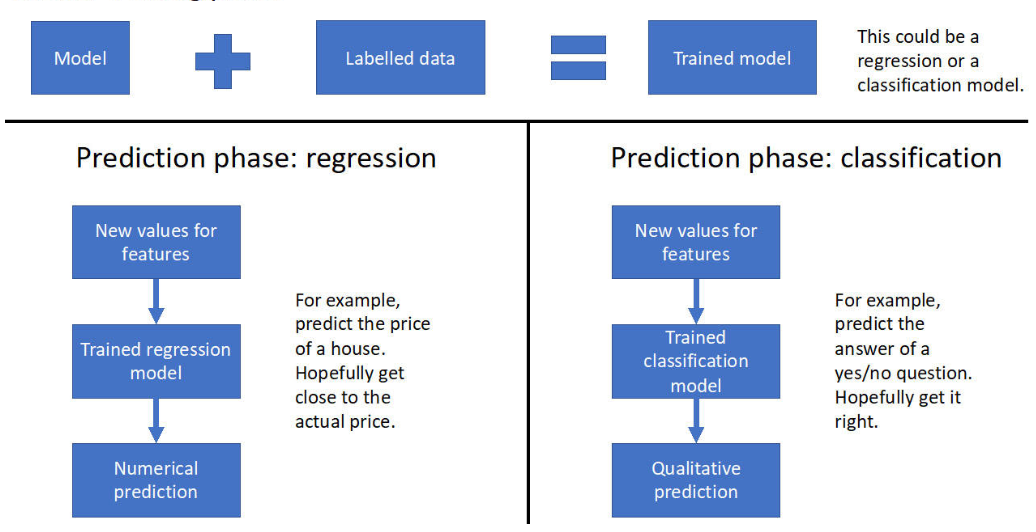 Model
Labelled data
Trained model
This could be a
regression or a
classification model.
Prediction phase: regression
New values for
features
Trained regression
model
Numerical
prediction
For example,
predict the price
of a house.
Hopefully get
close to the
actual price.
Prediction phase: classification
New values for
features
Trained
classification
model
Qualitative
prediction
For example,
predict the
answer of a
yes/no question.
Hopefully get it
right.